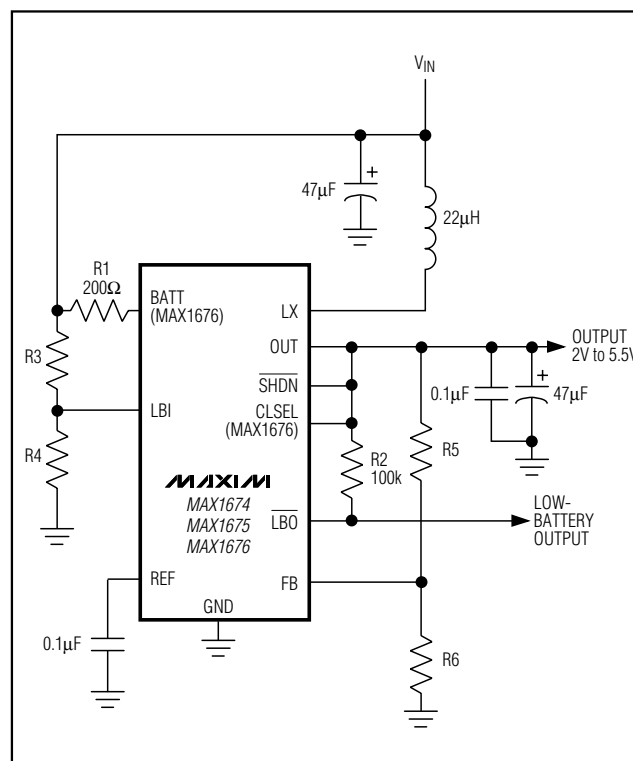 V_IN
47µF
+
22µH
R1
200Ω
BATT
(MAX1676)
LX
OUT
OUTPUT
2V to 5.5V
R3
SHDN
0.1µF
+
47µF
LBI
CLSEL
(MAX1676)
R5
R4
R2
100k
MAXIM
MAX1674
MAX1675
MAX1676
LBO
LOW-
BATTERY
OUTPUT
REF
FB
GND
0.1µF
R6